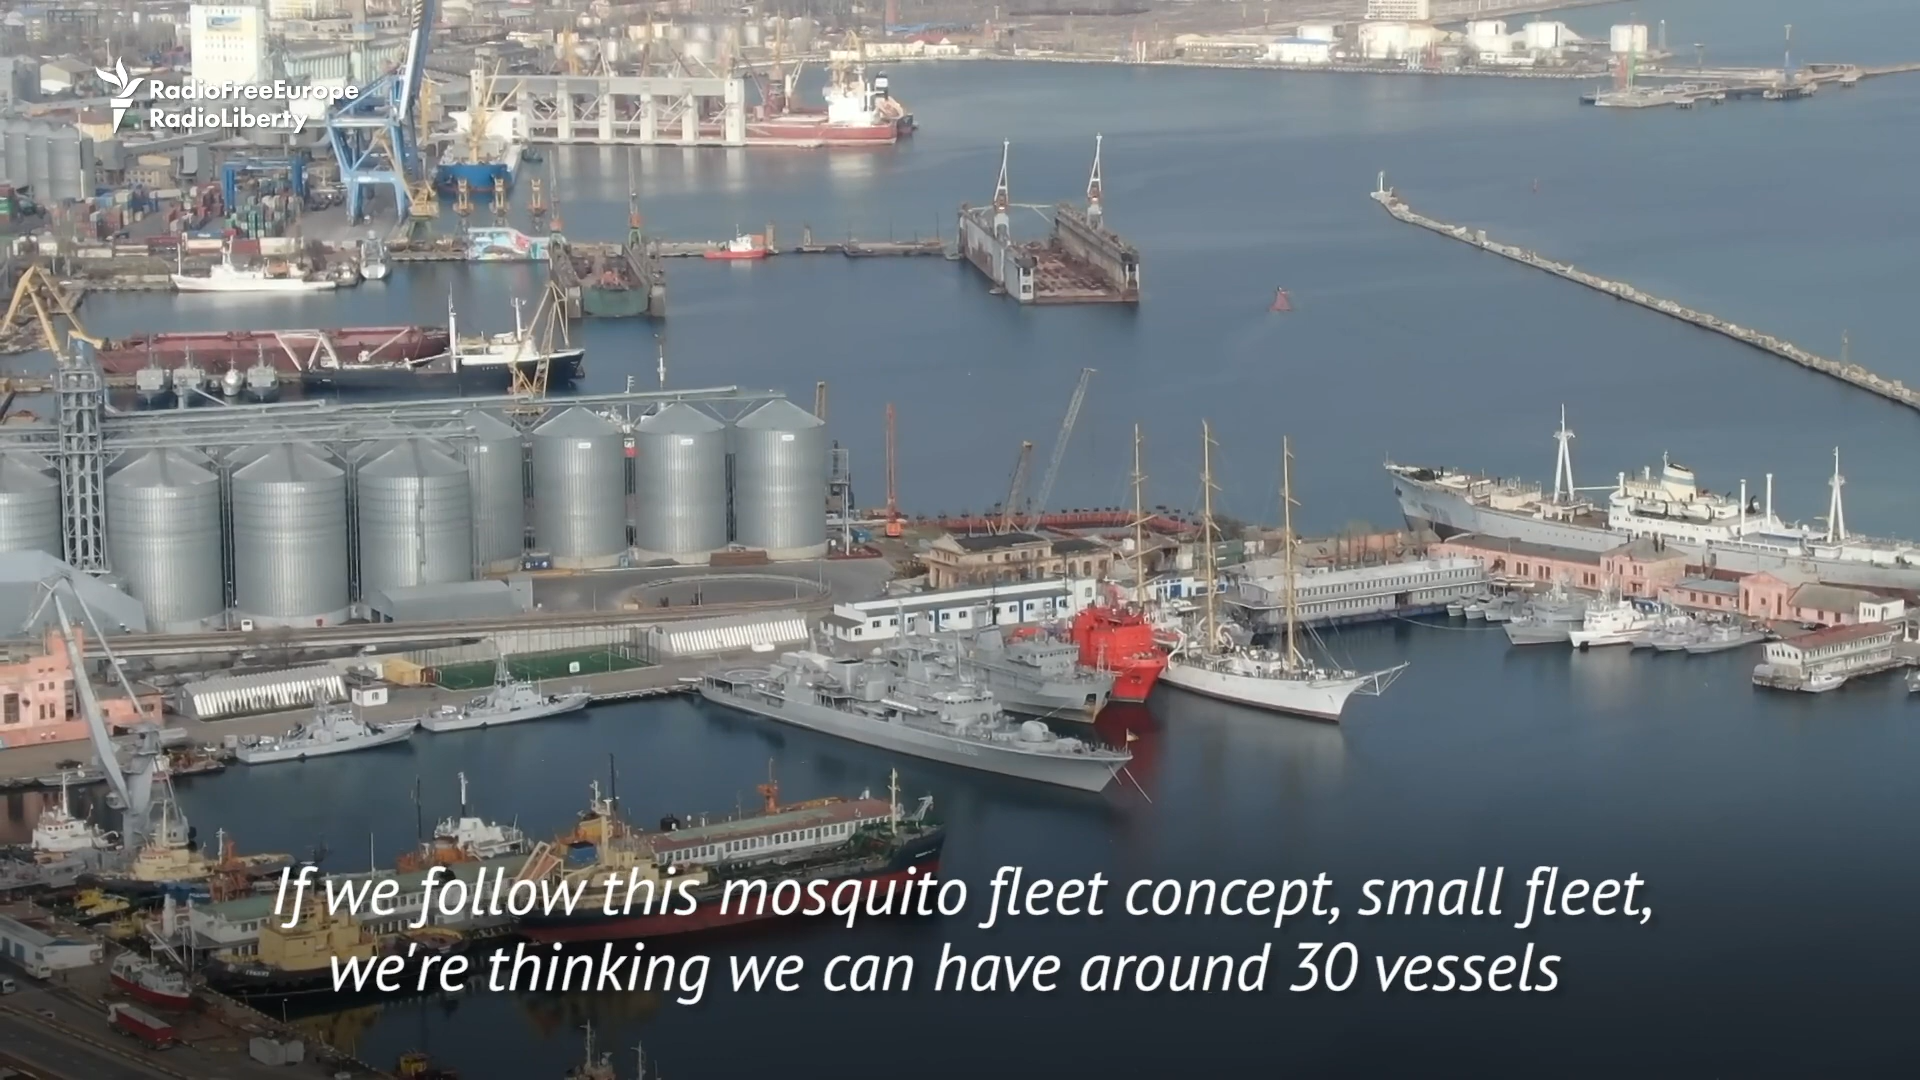 RadioFreeEurope
RadioLiberty
If we follow this mosquito fleet concept, small fleet,
we're thinking we can have around 30 vessels